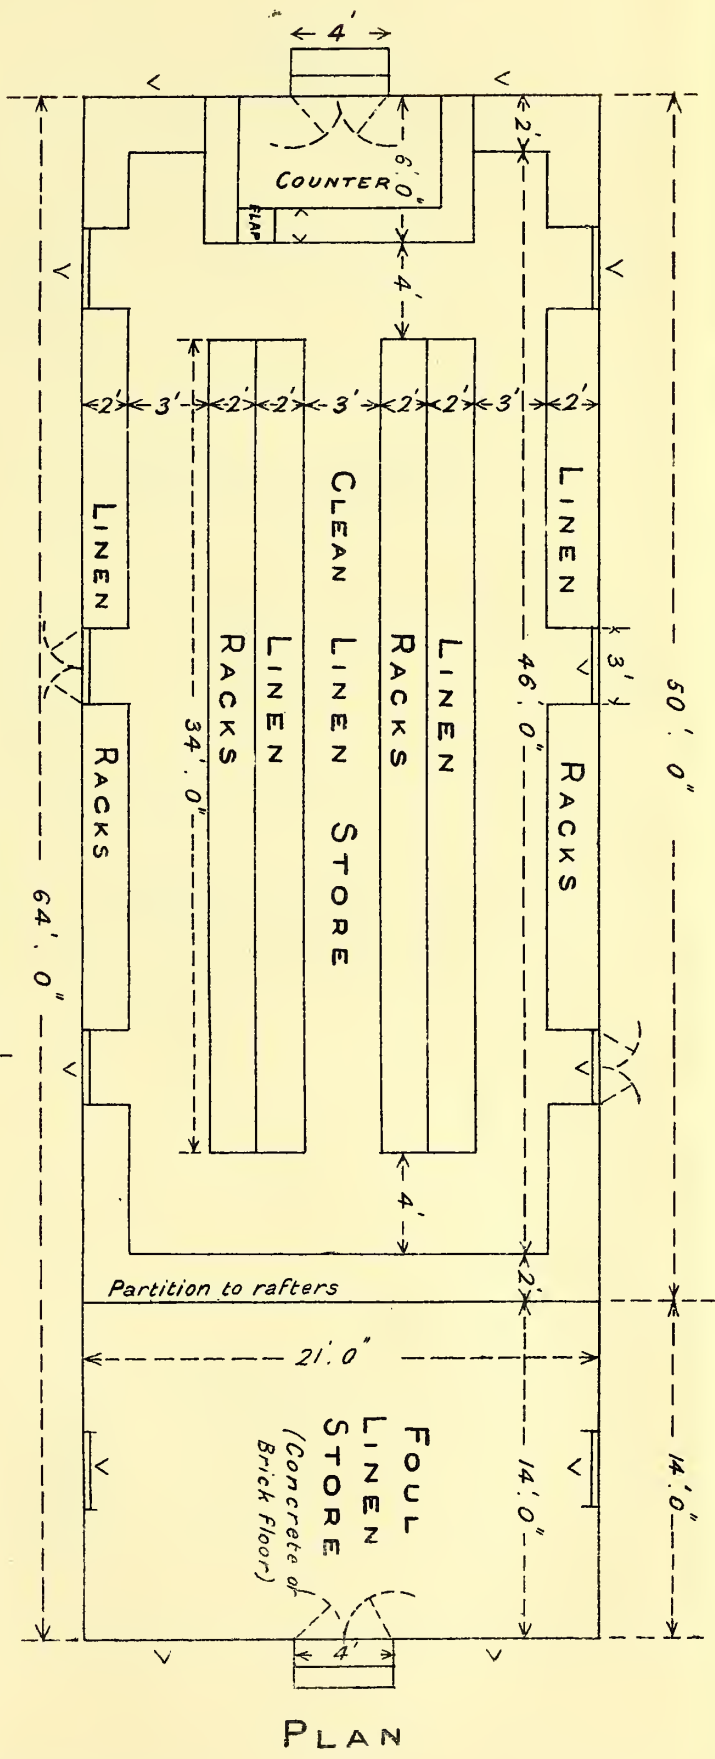 4'
2'
6'.0"
COUNTER
FLAP
4'
2' 3' 2' 2' 3' 2' 2' 3' 2'
LINEN RACKS
RACKS
LINEN
CLEAN LINEN STORE
RACKS
LINEN
LINEN RACKS
3'
34'.0"
46'.0"
50'.0"
64'.0"
4'
2'
Partition to rafters
21'.0"
FOUL
LINEN
STORE
(Concrete or
Brick Floor)
14'.0"
14'.0"
4'
PLAN